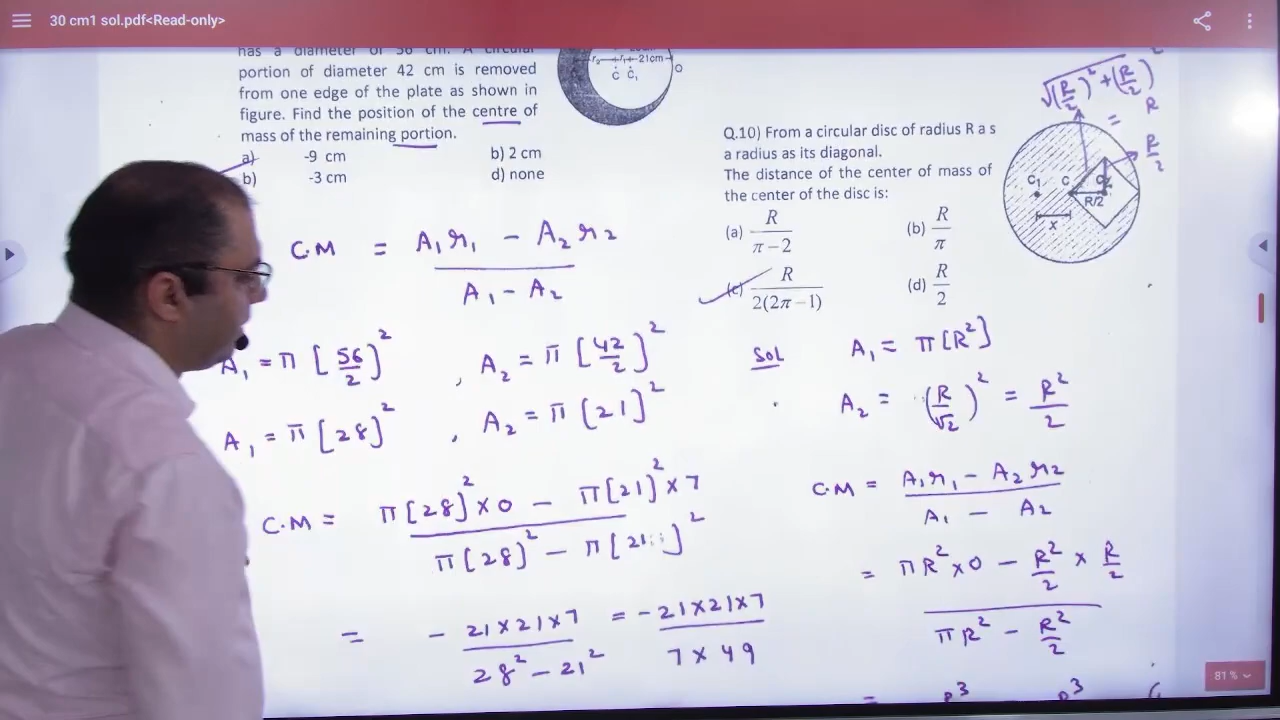 30 cm1 sol.pdf<Read-only>
has a diameter of 56 cm. A circular
portion of diameter 42 cm is removed
from one edge of the plate as shown in
figure. Find the position of the centre of
mass of the remaining portion.
a) -9 cm b) 2 cm
b) -3 cm d) none
r₂ r₁ 21cm
C C₁ O
C.M = A₁r₁ - A₂r₂ / A₁ - A₂
A₁ = π [56/2]² , A₂ = π [42/2]²
A₁ = π [28]² , A₂ = π [21]²
C.M = π[28]² × 0 - π[21]² × 7 / π[28]² - π[21]²
= - 21×21×7 / 28² - 21² = - 21×21×7 / 7 × 49
Q.10) From a circular disc of radius R a s
a radius as its diagonal.
The distance of the center of mass of
the center of the disc is:
(a) R / π-2 (b) R / π
(c) R / 2(2π-1) (d) R / 2
√(R/2)² + (R/2)²
= R
R/2
C₁ C C₂
R/2
x
Sol A₁ = π[R²]
A₂ = (R/√2)² = R²/2
C.M = A₁r₁ - A₂r₂ / A₁ - A₂
= πR² × 0 - R²/2 × R/2 / πR² - R²/2
81 %